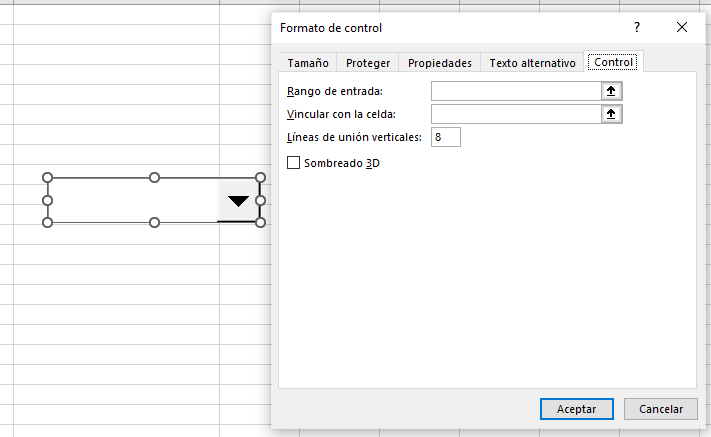 Formato de control ?
Tamaño Proteger Propiedades Texto alternativo Control
Rango de entrada:
Vincular con la celda:
Líneas de unión verticales: 8
Sombreado 3D
Aceptar Cancelar